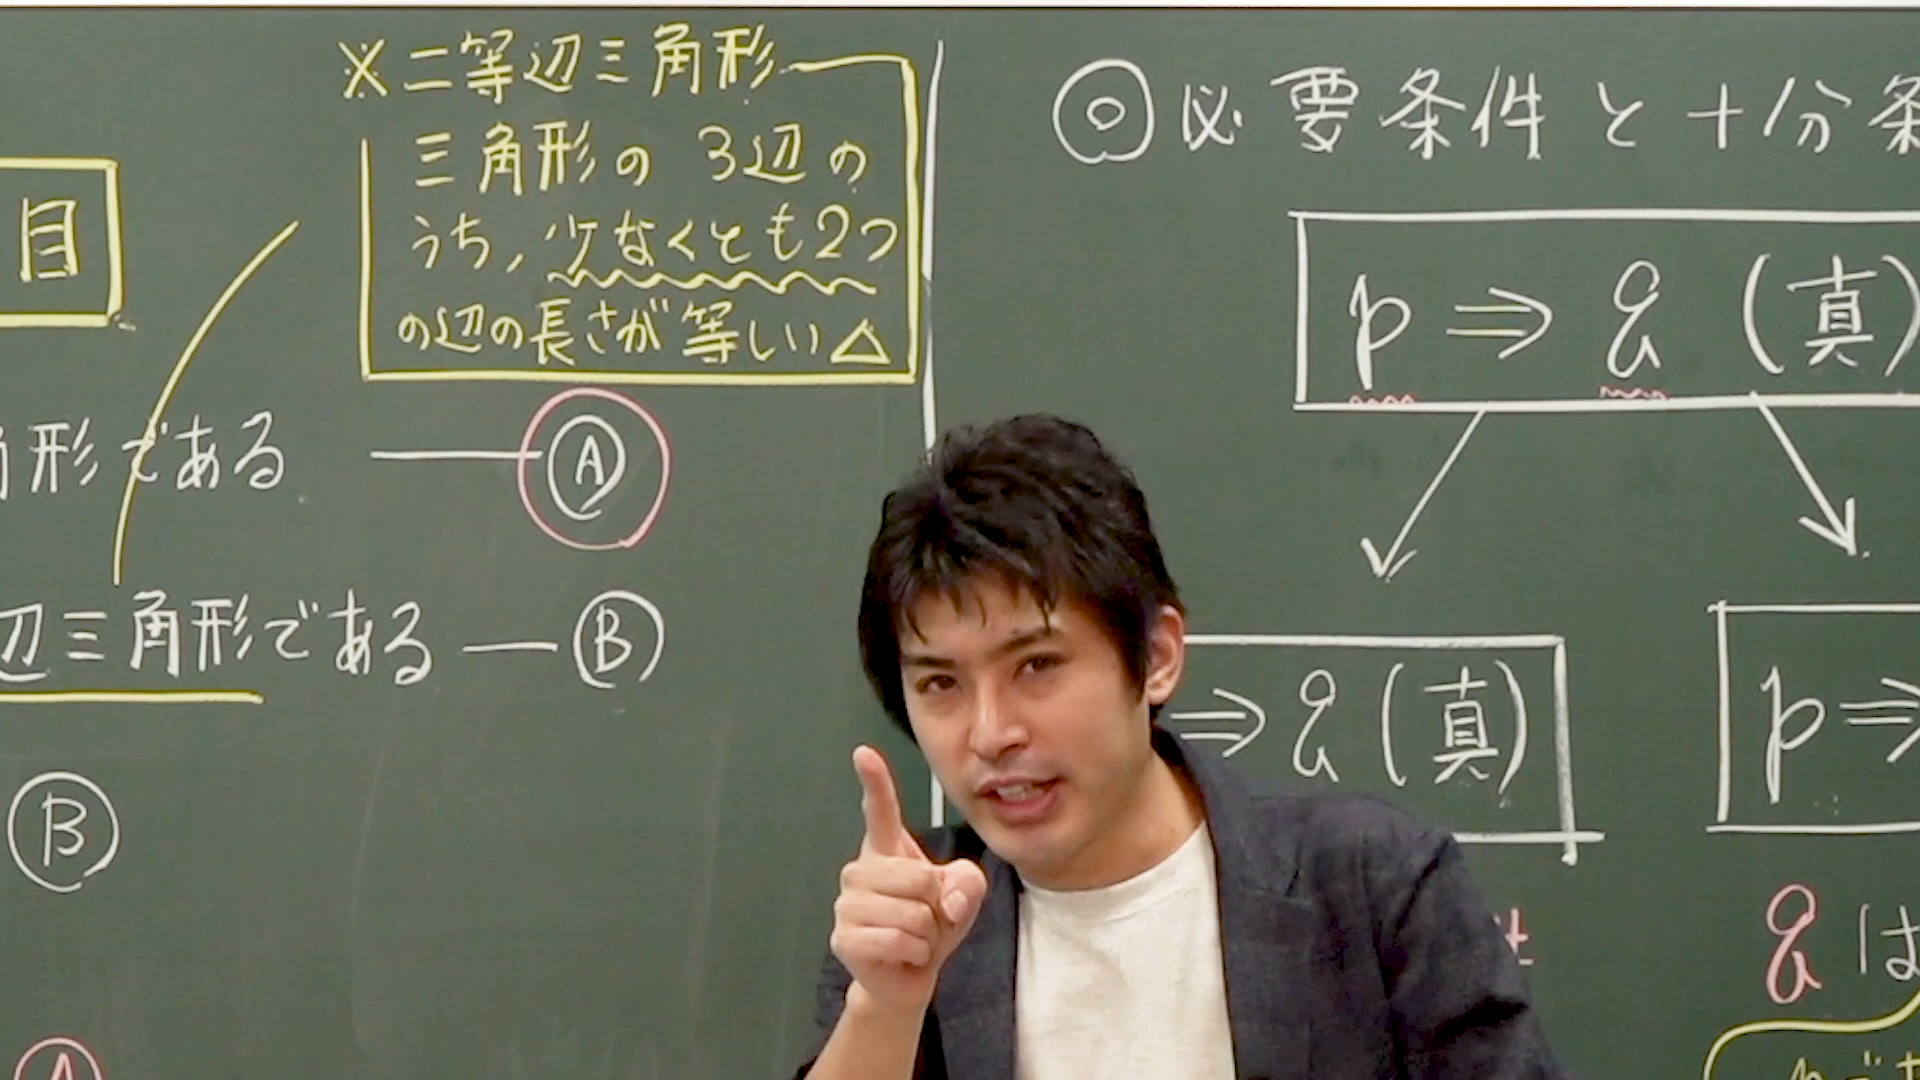 ※二等辺三角形
三角形の 3辺の
うち, 少なくとも2つ
の辺の長さが等しい△
目
形である — Ⓐ
辺三角形である — Ⓑ
Ⓑ
Ⓐ
◎必要条件と十分条
p ⇒ q (真)
⇒ q (真)
p ⇒
q は